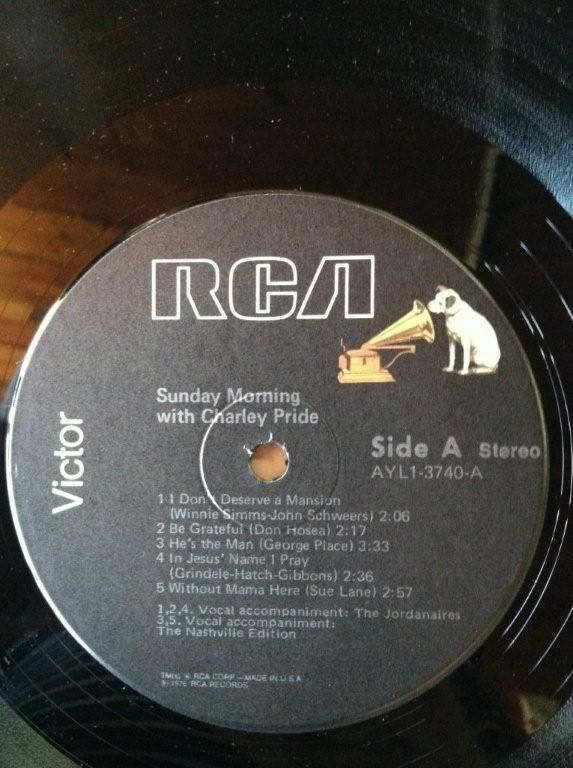 RCA
Sunday Morning
with Charley Pride
Victor
Side A Stereo
AYL1-3740-A
1 I Don't Deserve a Mansion
(Winnie Simms-John Schweers) 2:06
2 Be Grateful (Don Hosea) 2:17
3 He's the Man (George Place) 3:33
4 In Jesus' Name I Pray
(Grindele-Hatch-Gibbons) 2:36
5 Without Mama Here (Sue Lane) 2:57
1,2,4. Vocal accompaniment: The Jordanaires
3,5. Vocal accompaniment:
The Nashville Edition
RCA CORP.—MADE IN U.S.A.
℗ 1976 RCA RECORDS